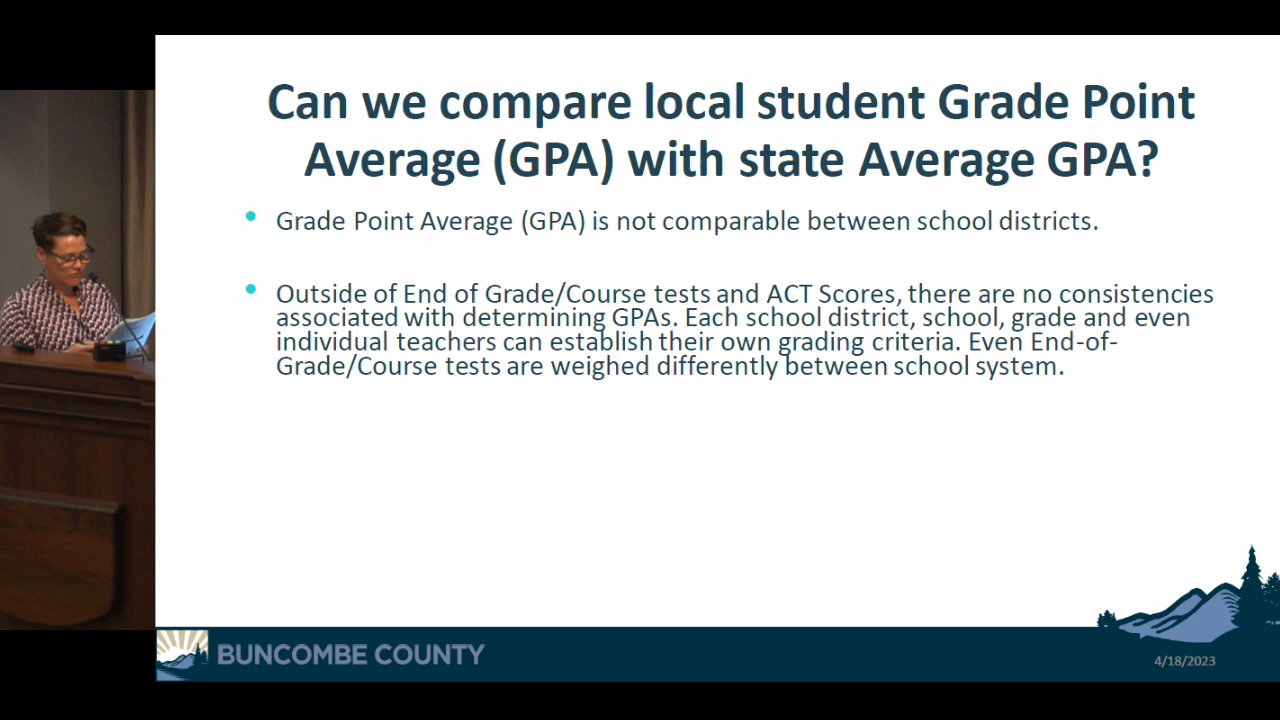 Can we compare local student Grade Point
Average (GPA) with state Average GPA?
• Grade Point Average (GPA) is not comparable between school districts.
• Outside of End of Grade/Course tests and ACT Scores, there are no consistencies
associated with determining GPAs. Each school district, school, grade and even
individual teachers can establish their own grading criteria. Even End-of-
Grade/Course tests are weighed differently between school system.
BUNCOMBE COUNTY
4/18/2023